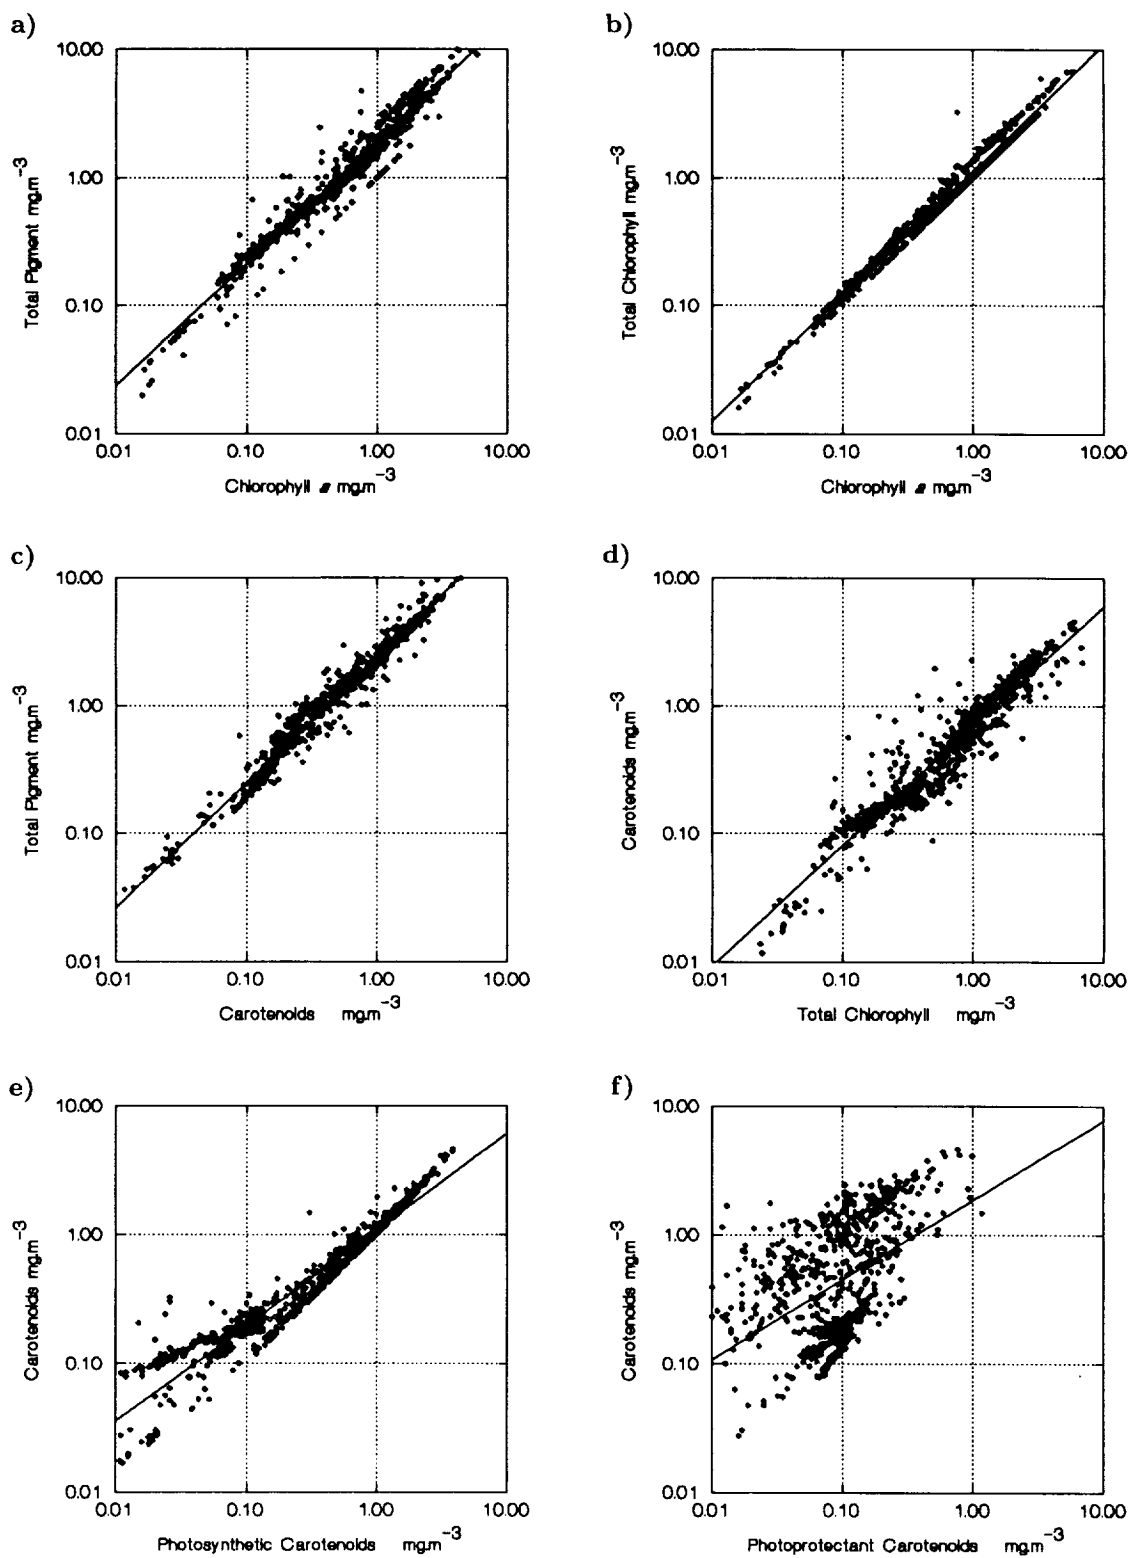 a)
10.00
1.00
0.10
0.01
Total Pigment mg.m⁻³
0.01 0.10 1.00 10.00
Chlorophyll a mg.m⁻³
b)
10.00
1.00
0.10
0.01
Total Chlorophyll mg.m⁻³
0.01 0.10 1.00 10.00
Chlorophyll a mg.m⁻³
c)
10.00
1.00
0.10
0.01
Total Pigment mg.m⁻³
0.01 0.10 1.00 10.00
Carotenoids mg.m⁻³
d)
10.00
1.00
0.10
0.01
Carotenoids mg.m⁻³
0.01 0.10 1.00 10.00
Total Chlorophyll mg.m⁻³
e)
10.00
1.00
0.10
0.01
Carotenoids mg.m⁻³
0.01 0.10 1.00 10.00
Photosynthetic Carotenoids mg.m⁻³
f)
10.00
1.00
0.10
0.01
Carotenoids mg.m⁻³
0.01 0.10 1.00 10.00
Photoprotectant Carotenoids mg.m⁻³